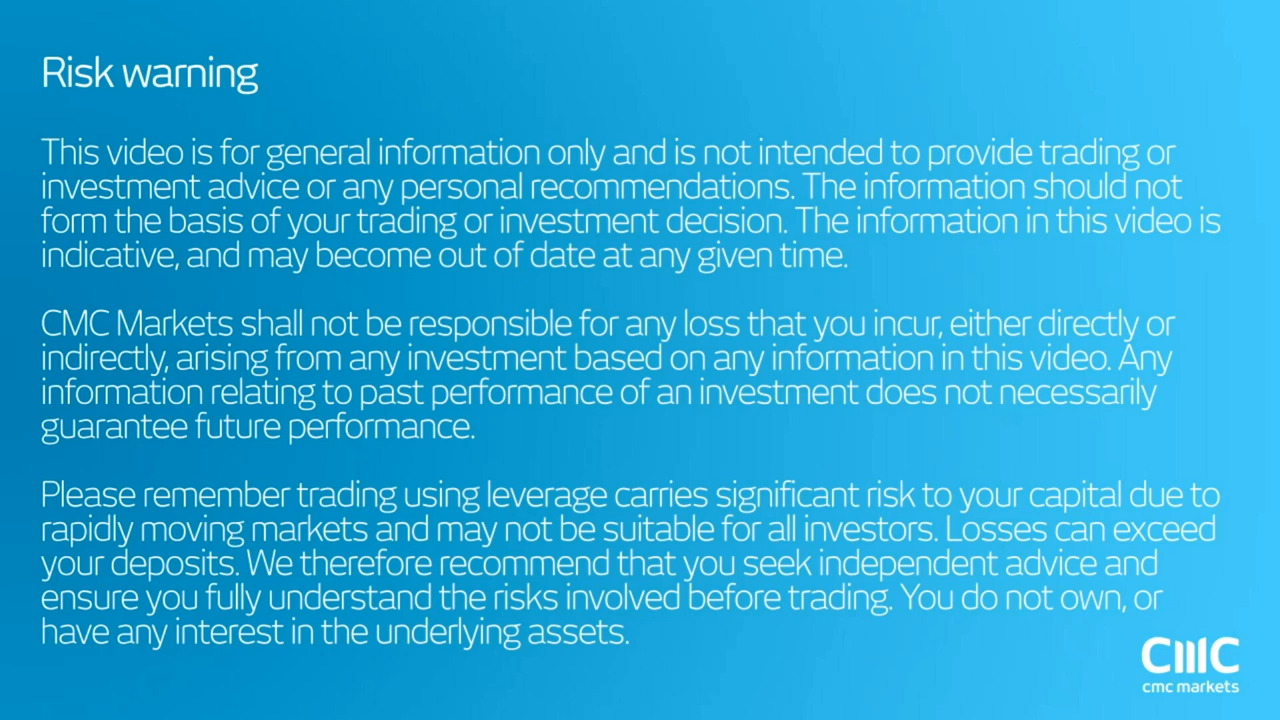 Risk warning
This video is for general information only and is not intended to provide trading or
investment advice or any personal recommendations. The information should not
form the basis of your trading or investment decision. The information in this video is
indicative, and may become out of date at any given time.
CMC Markets shall not be responsible for any loss that you incur, either directly or
indirectly, arising from any investment based on any information in this video. Any
information relating to past performance of an investment does not necessarily
guarantee future performance.
Please remember trading using leverage carries significant risk to your capital due to
rapidly moving markets and may not be suitable for all investors. Losses can exceed
your deposits. We therefore recommend that you seek independent advice and
ensure you fully understand the risks involved before trading. You do not own, or
have any interest in the underlying assets.
CMC
cmc markets